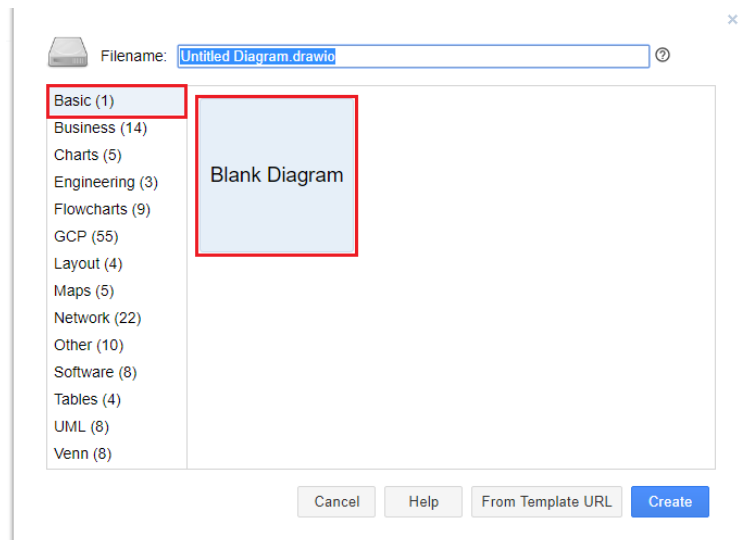 Filename: Untitled Diagram.drawio
Basic (1)
Business (14)
Charts (5)
Engineering (3)
Flowcharts (9)
GCP (55)
Layout (4)
Maps (5)
Network (22)
Other (10)
Software (8)
Tables (4)
UML (8)
Venn (8)
Blank Diagram
Cancel Help From Template URL Create